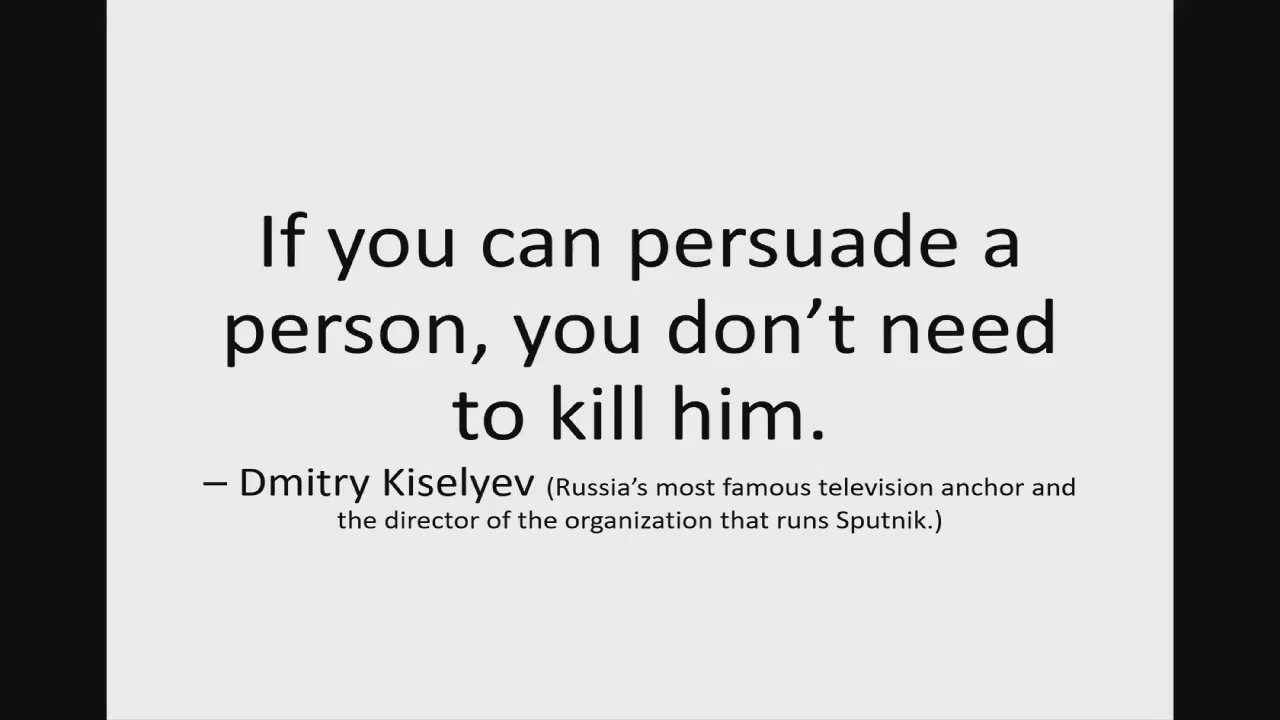 If you can persuade a
person, you don’t need
to kill him.
– Dmitry Kiselyev (Russia’s most famous television anchor and
the director of the organization that runs Sputnik.)